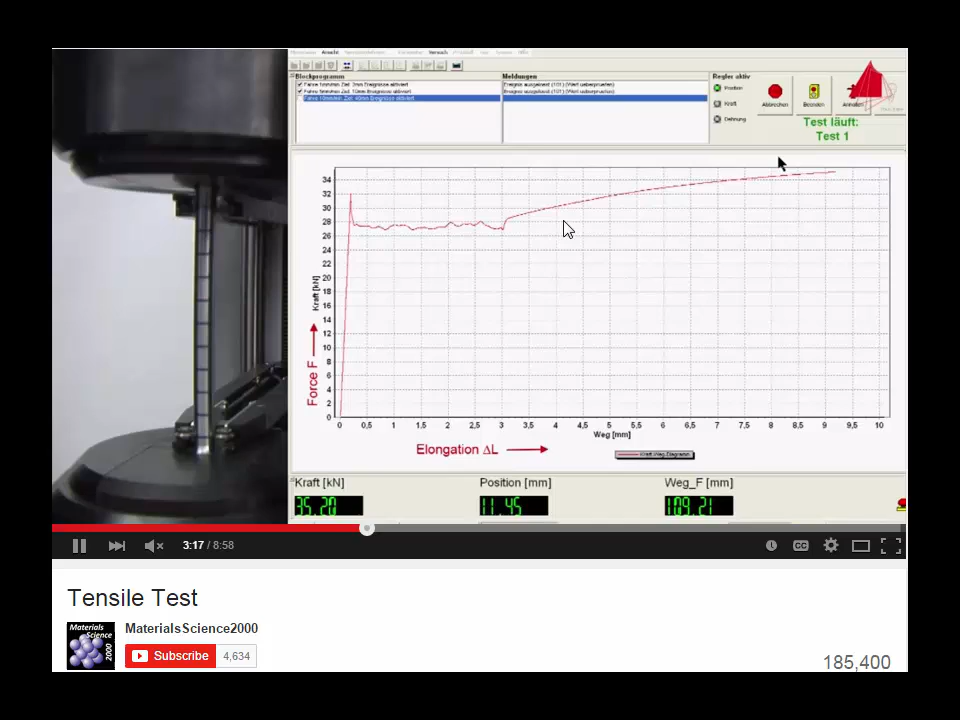 Blockprogramm
Meldungen
Regler aktiv
Position
Kraft
Dehnung
Abbrechen
Beenden
Test läuft:
Test 1
34
32
30
28
26
24
22
20
18
16
14
12
10
8
6
4
2
0
Kraft [kN]
Force F
0 0,5 1 1,5 2 2,5 3 3,5 4 4,5 5 5,5 6 6,5 7 7,5 8 8,5 9 9,5 10
Weg [mm]
Elongation ΔL
Kraft-Weg-Diagramm
Kraft [kN] Position [mm] Weg_F [mm]
35.20 11.45 109.21
3:17 / 8:58
CC
Tensile Test
Materials
Science
2000
MaterialsScience2000
Subscribe 4,634
185,400